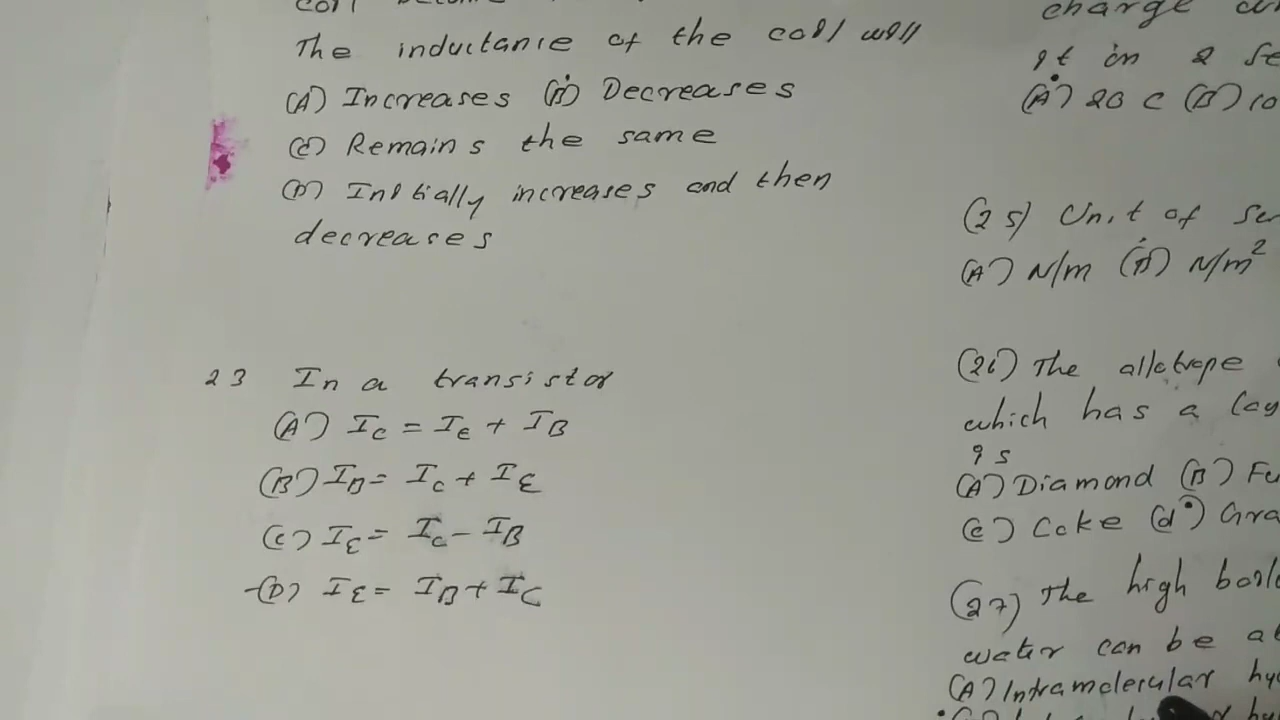 The inductance of the coil will
(A) Increases (B) Decreases
(C) Remains the same
(D) Initially increases and then
decreases
23 In a transistor
(A) IC = IE + IB
(B) IB = IC + IE
(C) IE = IC - IB
(D) IE = IB + IC
charge
it in 2
(A) 20 C (B) 10
(25) Unit of
(A) N/m (B) N/m²
(26) The allotrope
which has a
is
(A) Diamond (B)
(C) Coke (d)
(27) The high
water can be
(A) Intramolecular